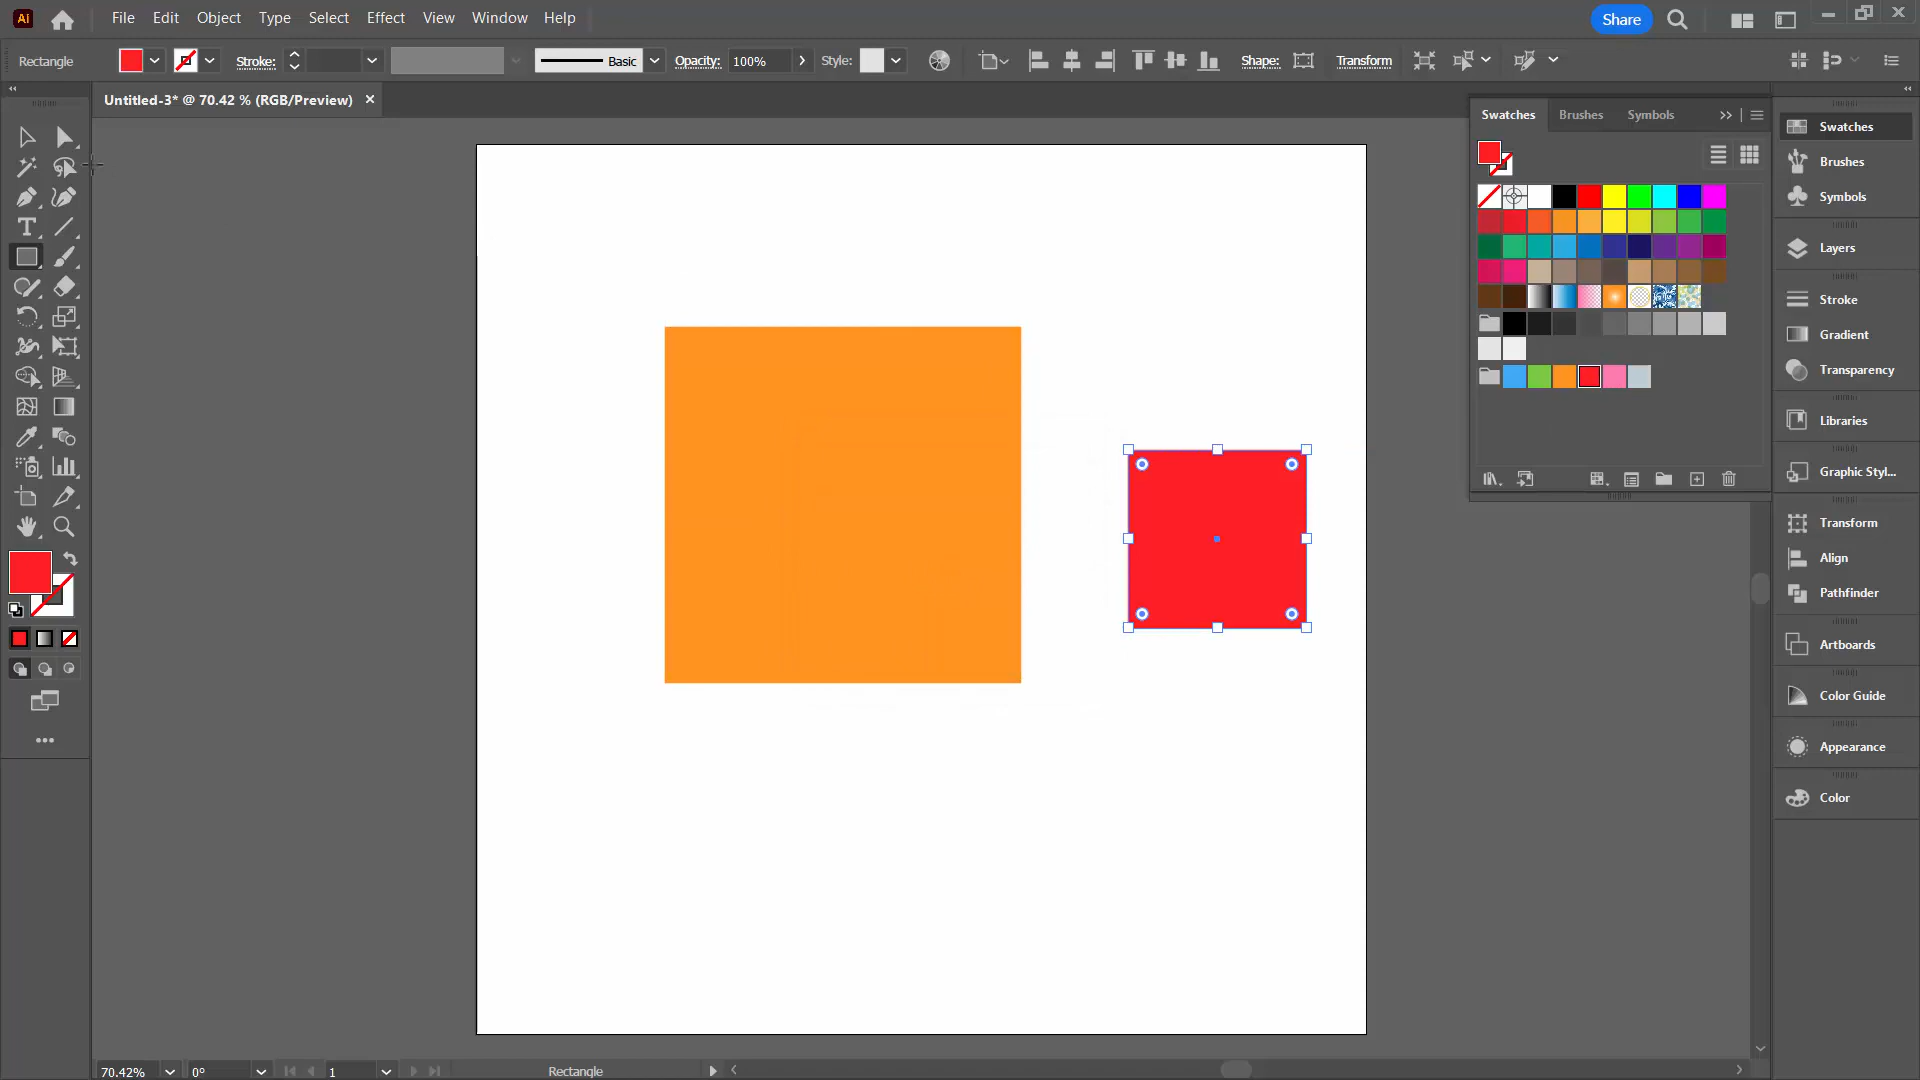 Ai File Edit Object Type Select Effect View Window Help Share
Rectangle Stroke: Basic Opacity: 100% Style: Shape: Transform
Untitled-3* @ 70.42 % (RGB/Preview) ×
Swatches Brushes Symbols
Swatches
Brushes
Symbols
Layers
Stroke
Gradient
Transparency
Libraries
Graphic Styl...
Transform
Align
Pathfinder
Artboards
Color Guide
Appearance
Color
70.42% 0° 1 Rectangle